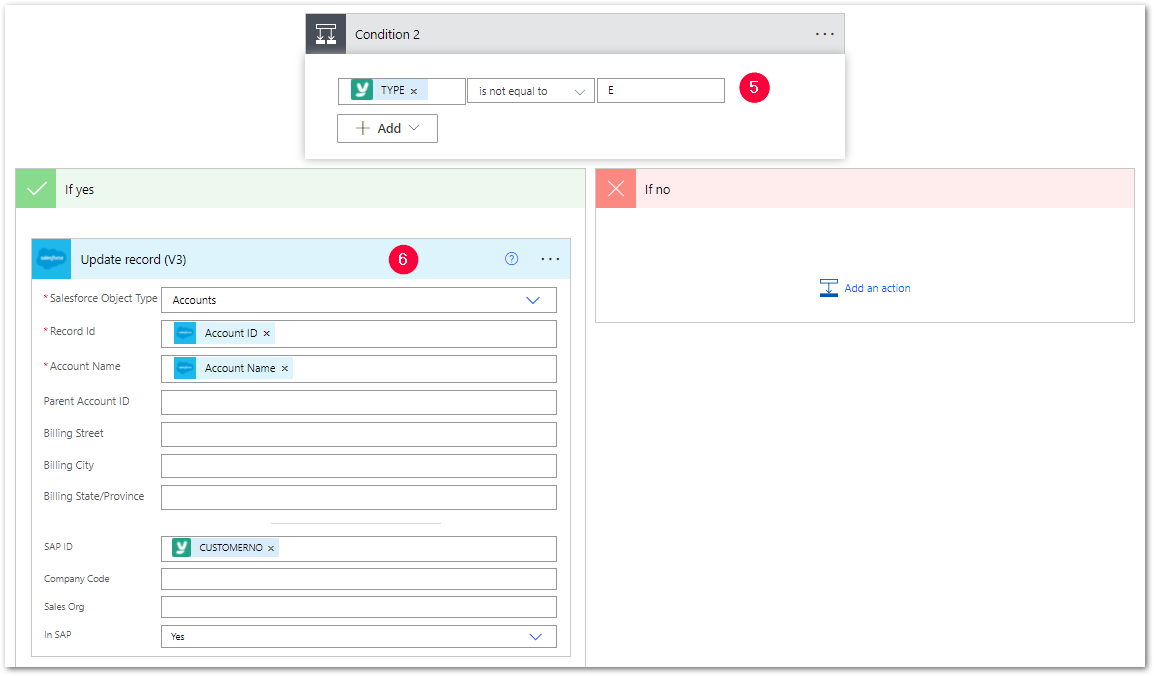 Condition 2 ...
TYPE × is not equal to E 5
+ Add
If yes
If no
salesforce Update record (V3) 6 ? ...
* Salesforce Object Type Accounts
* Record Id Account ID ×
* Account Name Account Name ×
Parent Account ID
Billing Street
Billing City
Billing State/Province
SAP ID CUSTOMERNO ×
Company Code
Sales Org
In SAP Yes
Add an action